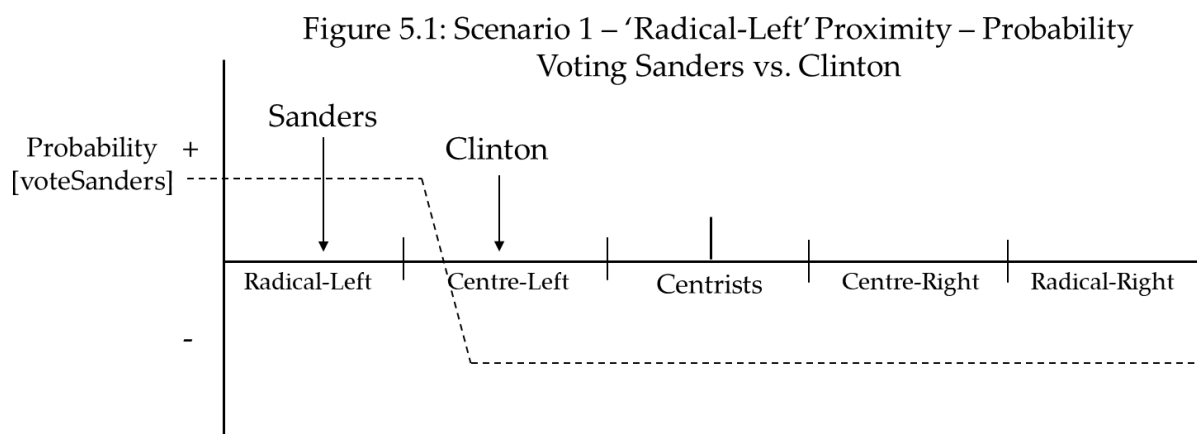 Figure 5.1: Scenario 1 – ‘Radical-Left’ Proximity – Probability
Voting Sanders vs. Clinton
Sanders
Clinton
Probability +
[voteSanders]
Radical-Left
Centre-Left
Centrists
Centre-Right
Radical-Right
-